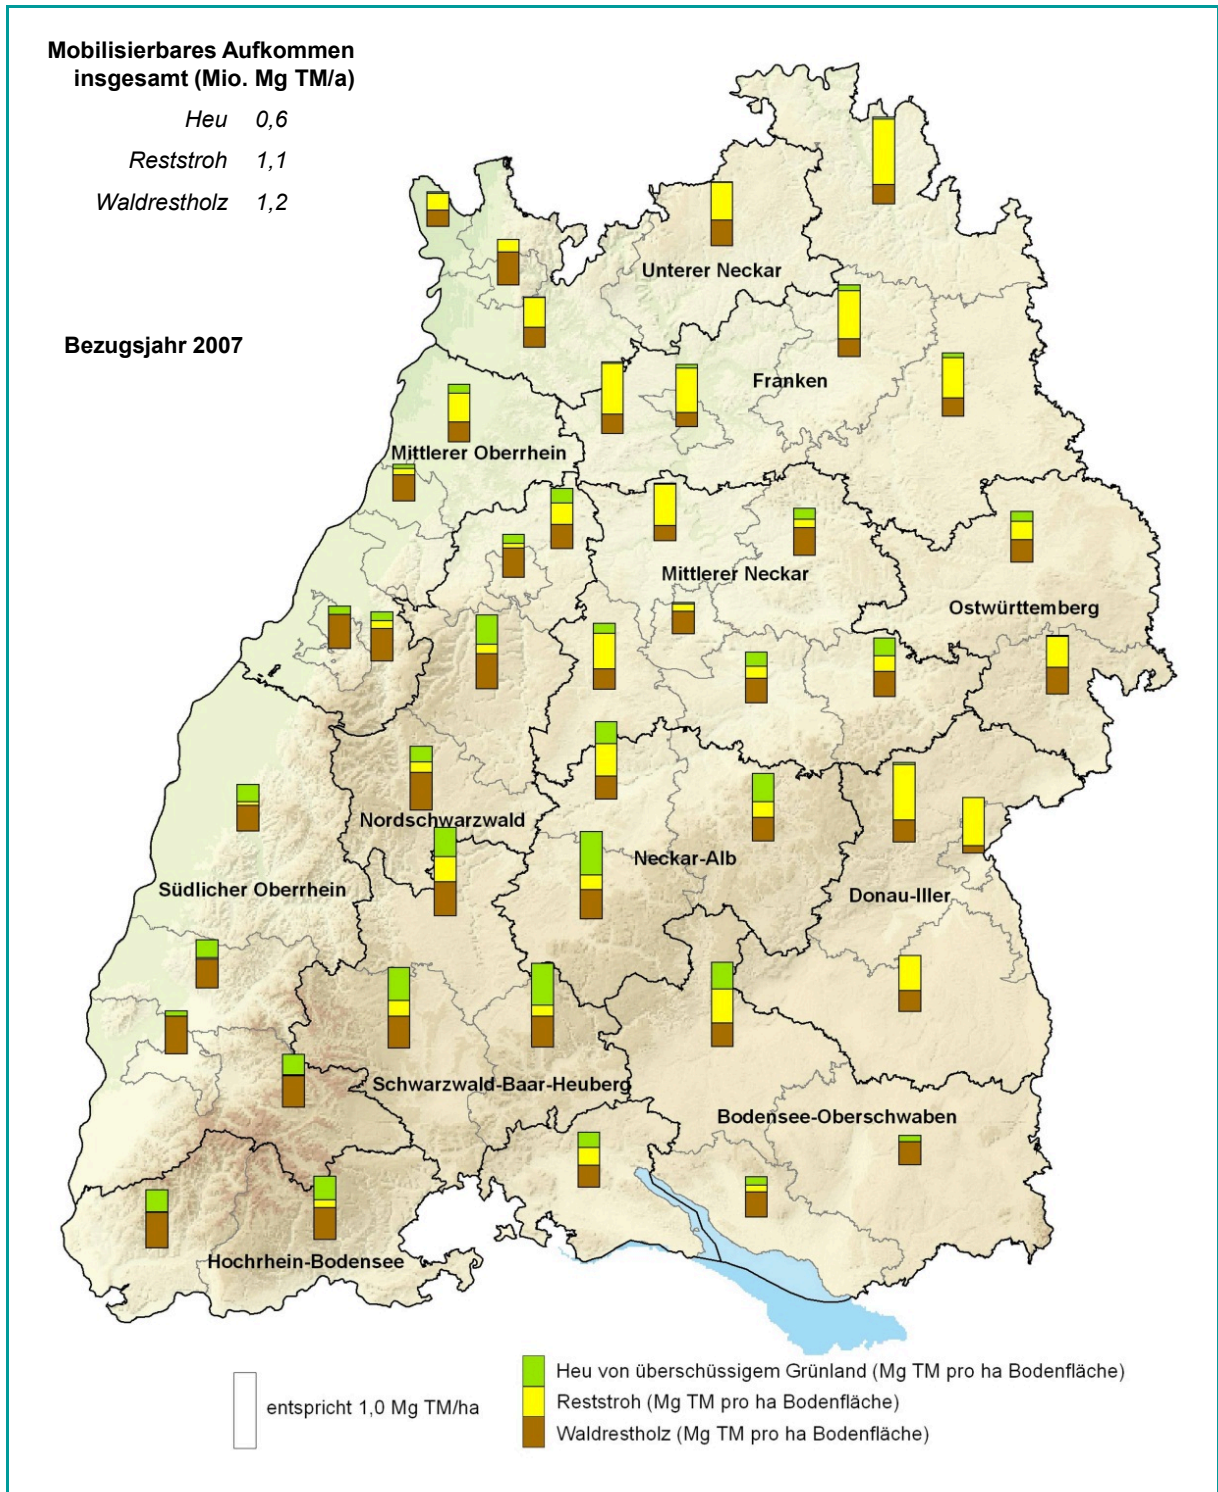 Mobilisierbares Aufkommen
insgesamt (Mio. Mg TM/a)
Heu 0,6
Reststroh 1,1
Waldrestholz 1,2
Bezugsjahr 2007
Unterer Neckar
Franken
Mittlerer Oberrhein
Mittlerer Neckar
Ostwürttemberg
Nordschwarzwald
Neckar-Alb
Südlicher Oberrhein
Donau-Iller
Schwarzwald-Baar-Heuberg
Bodensee-Oberschwaben
Hochrhein-Bodensee
entspricht 1,0 Mg TM/ha
Heu von überschüssigem Grünland (Mg TM pro ha Bodenfläche)
Reststroh (Mg TM pro ha Bodenfläche)
Waldrestholz (Mg TM pro ha Bodenfläche)